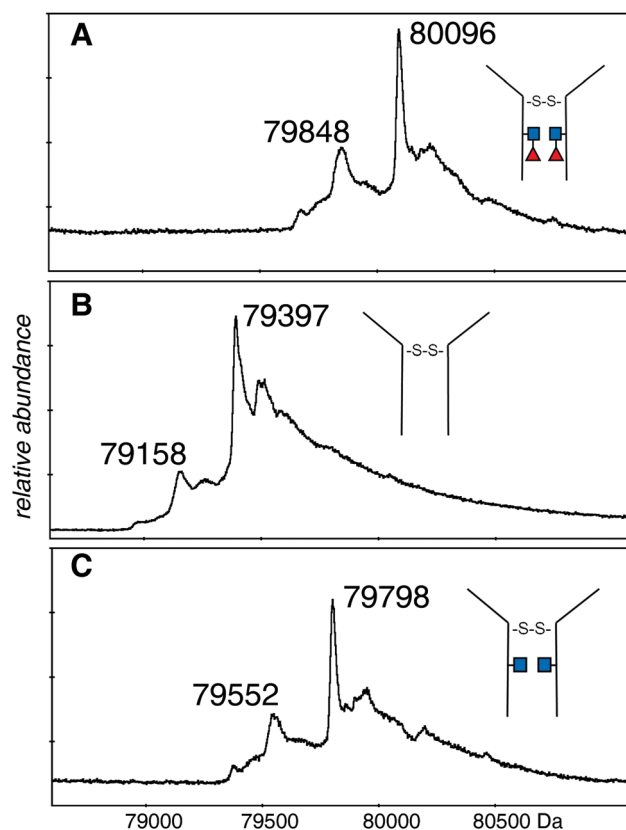 A
80096
79848
-S-S-
B
79397
79158
-S-S-
relative abundance
C
79798
79552
-S-S-
79000 79500 80000 80500 Da